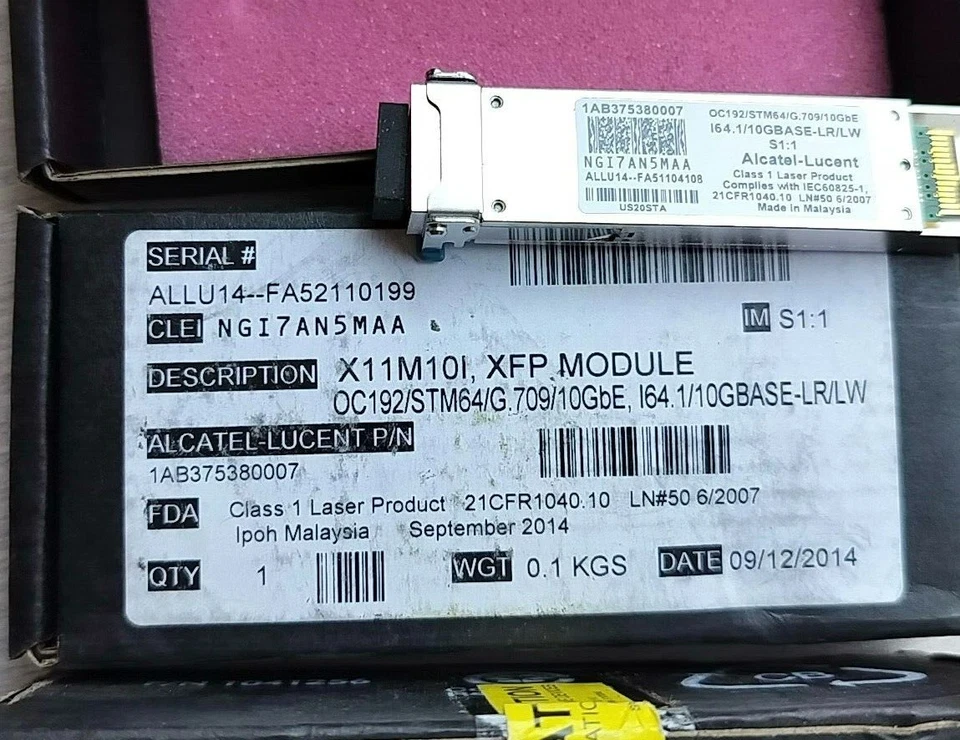 1AB375380007
NGI7AN5MAA
ALLU14--FA51104108
US20STA
OC192/STM64/G.709/10GbE
I64.1/10GBASE-LR/LW
S1:1
Alcatel-Lucent
Class 1 Laser Product
Complies with IEC60825-1,
21CFR1040.10 LN#50 6/2007
Made in Malaysia
SERIAL #
ALLU14--FA52110199
CLEI NGI7AN5MAA
IM S1:1
DESCRIPTION X11M10I, XFP MODULE
OC192/STM64/G.709/10GbE, I64.1/10GBASE-LR/LW
ALCATEL-LUCENT P/N
1AB375380007
FDA Class 1 Laser Product 21CFR1040.10 LN#50 6/2007
Ipoh Malaysia September 2014
QTY 1 WGT 0.1 KGS DATE 09/12/2014